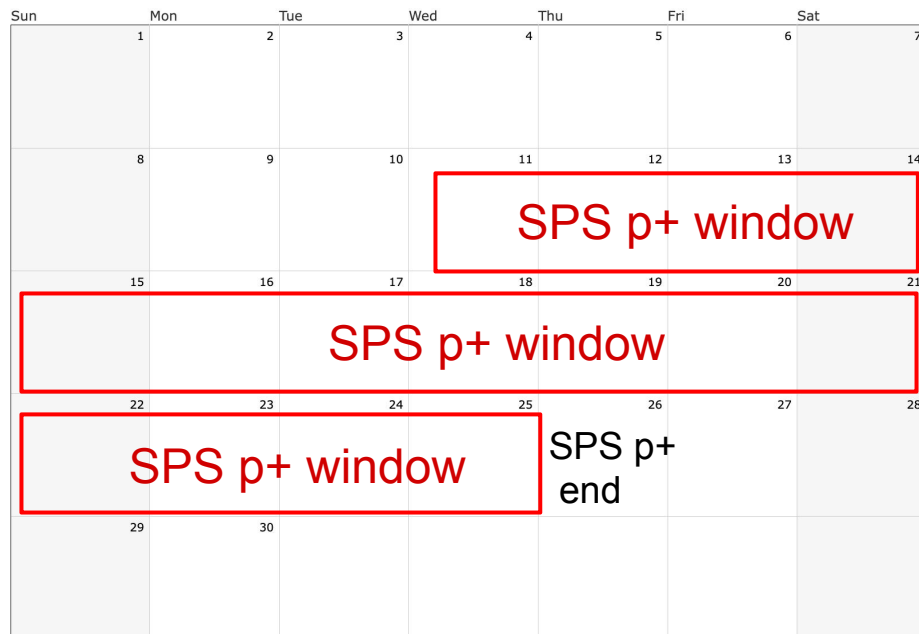 Sun Mon Tue Wed Thu Fri Sat
1 2 3 4 5 6 7
8 9 10 11 12 13 14
SPS p+ window
15 16 17 18 19 20 21
SPS p+ window
22 23 24 25 26 27 28
SPS p+ window
SPS p+
end
29 30